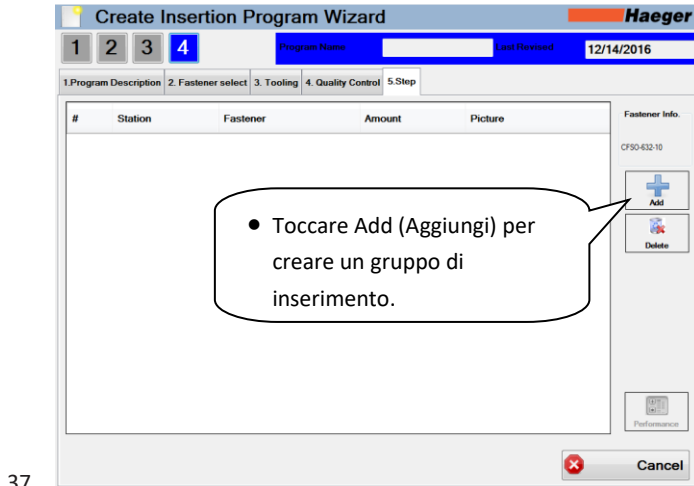 Create Insertion Program Wizard
Haeger
1 2 3 4 Program Name Last Revised 12/14/2016
1.Program Description 2. Fastener select 3. Tooling 4. Quality Control 5.Step
# Station Fastener Amount Picture
Fastener Info.
CFSO-632-10
Add
• Toccare Add (Aggiungi) per
creare un gruppo di
inserimento.
Delete
Performance
Cancel
37